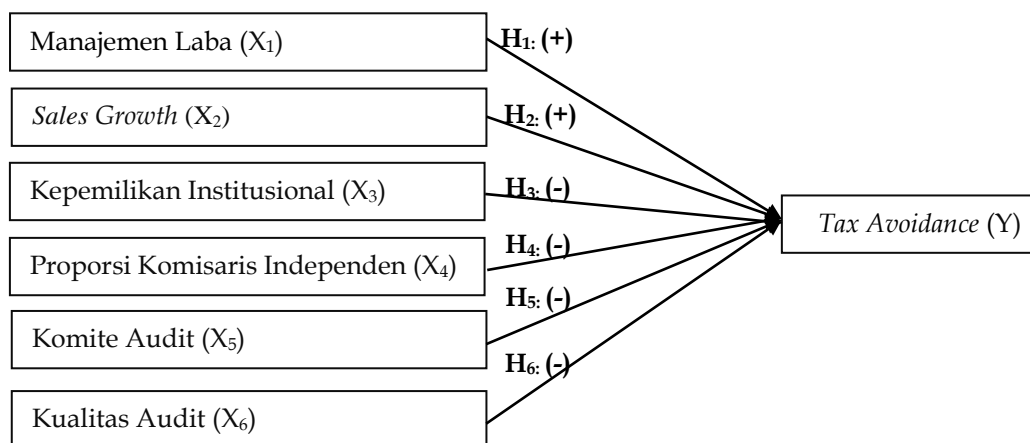 Manajemen Laba (X₁)
H₁: (+)
Sales Growth (X₂)
H₂: (+)
Kepemilikan Institusional (X₃)
H₃: (-)
Tax Avoidance (Y)
Proporsi Komisaris Independen (X₄)
H₄: (-)
Komite Audit (X₅)
H₅: (-)
Kualitas Audit (X₆)
H₆: (-)